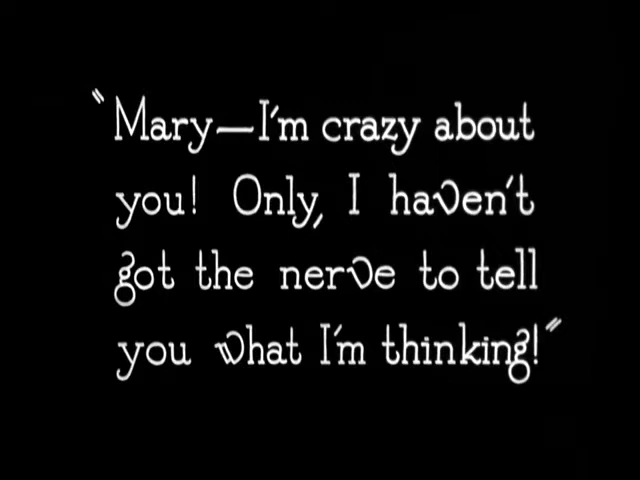 "Mary—I'm crazy about
you! Only, I haven't
got the nerve to tell
you what I'm thinking!"